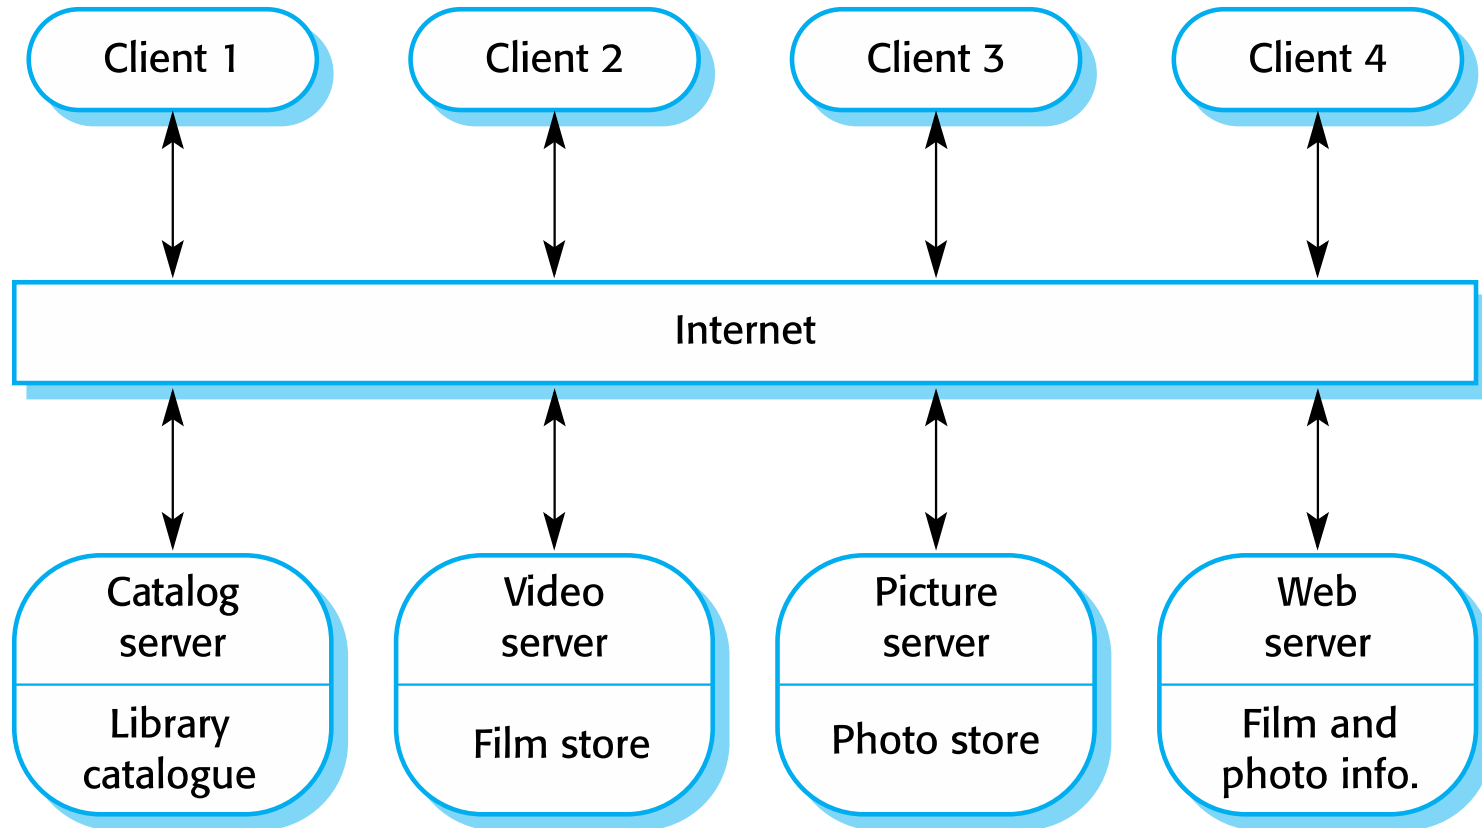 Client 1
Client 2
Client 3
Client 4
Internet
Catalog
server
Library
catalogue
Video
server
Film store
Picture
server
Photo store
Web
server
Film and
photo info.